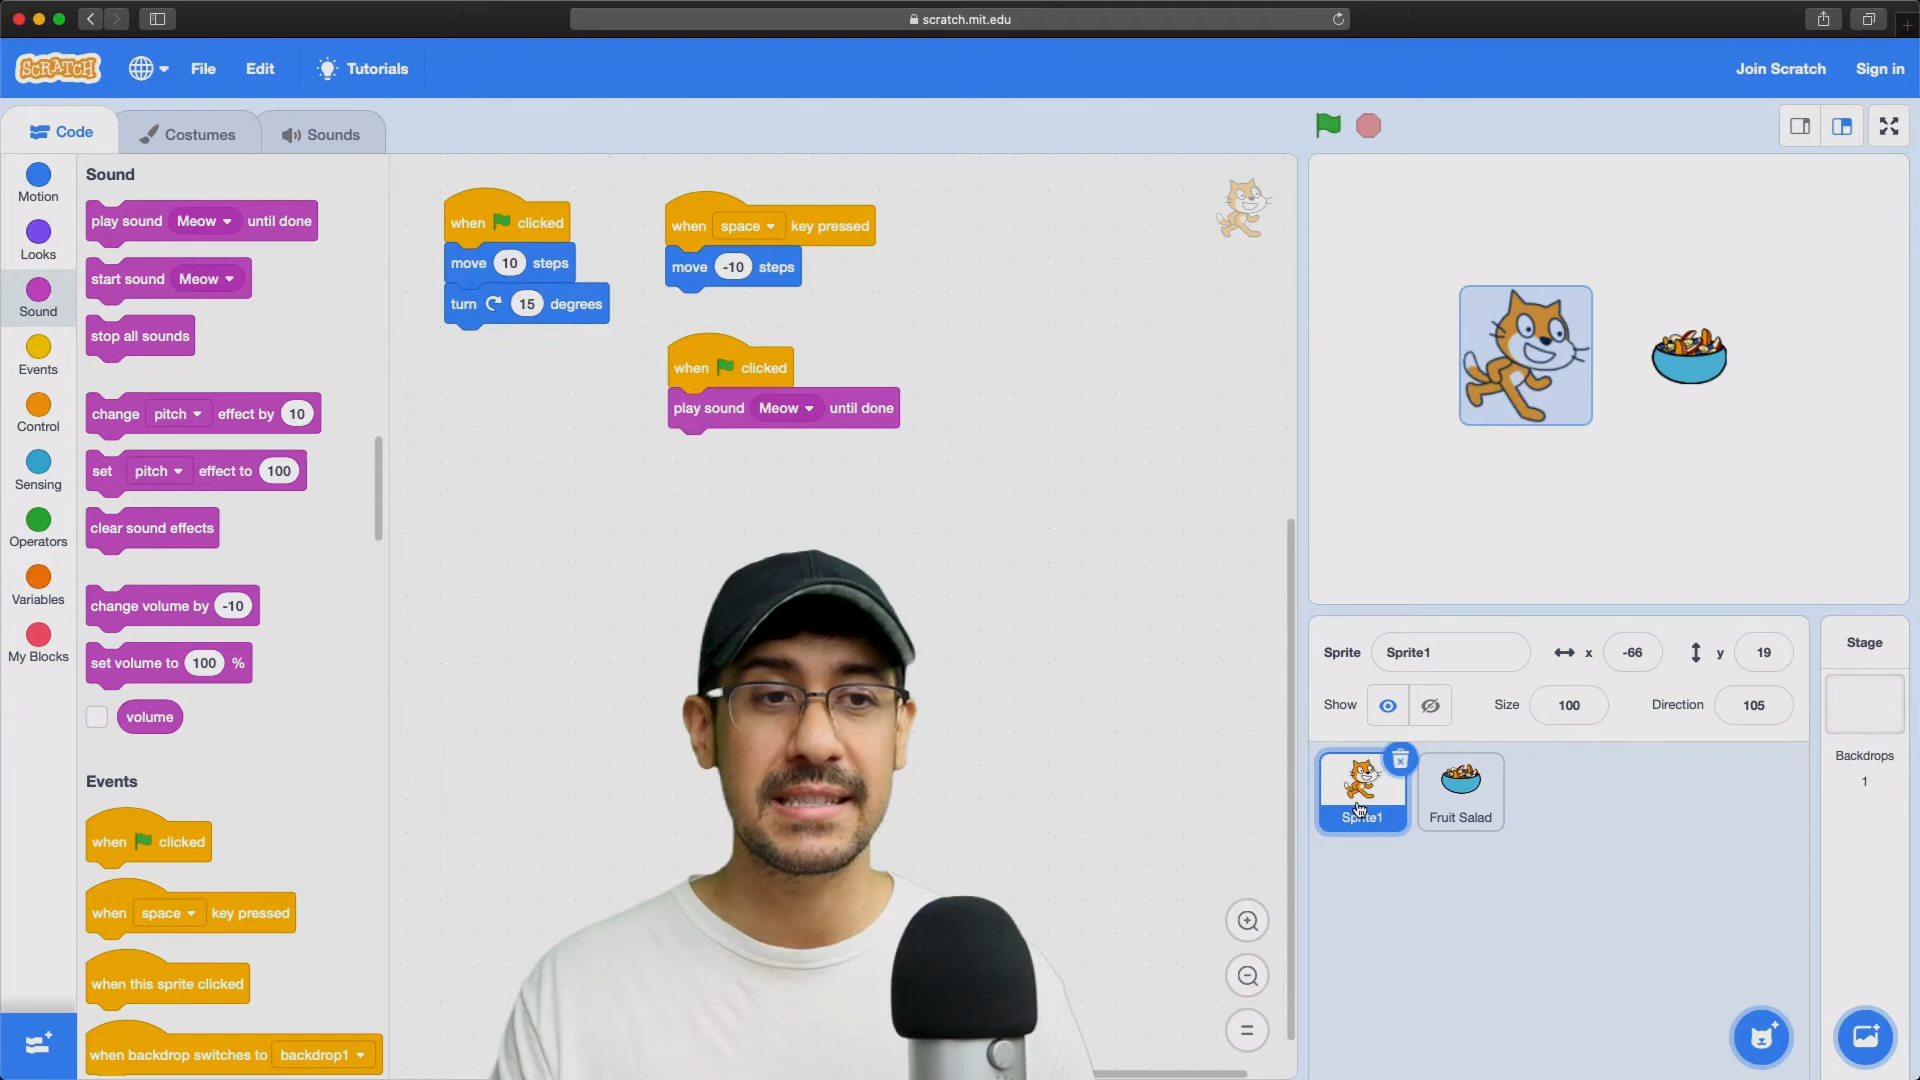 scratch.mit.edu
SCRATCH
File
Edit
Tutorials
Join Scratch
Sign in
Code
Costumes
Sounds
Motion
Looks
Sound
Events
Control
Sensing
Operators
Variables
My Blocks
Sound
play sound Meow until done
start sound Meow
stop all sounds
change pitch effect by 10
set pitch effect to 100
clear sound effects
change volume by -10
set volume to 100 %
volume
Events
when clicked
when space key pressed
when this sprite clicked
when backdrop switches to backdrop1
when clicked
move 10 steps
turn 15 degrees
when space key pressed
move -10 steps
when clicked
play sound Meow until done
Sprite Sprite1 x -66 y 19
Show Size 100 Direction 105
Sprite1
Fruit Salad
Stage
Backdrops
1